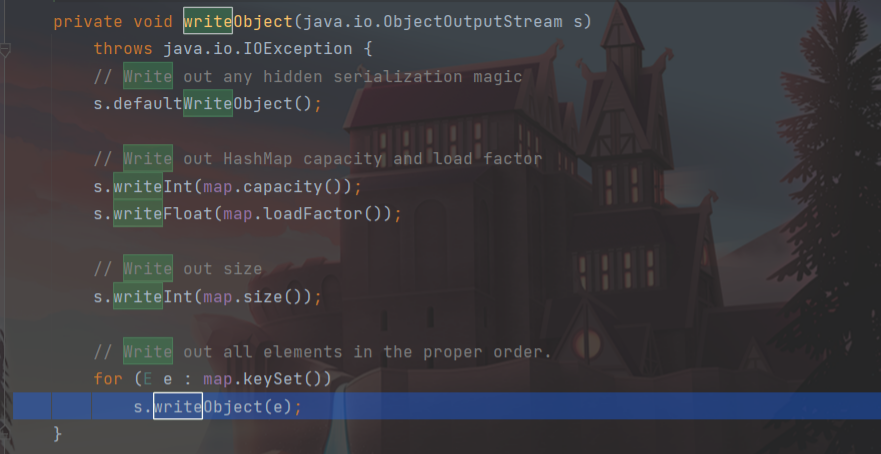 private void writeObject(java.io.ObjectOutputStream s)
    throws java.io.IOException {
    // Write out any hidden serialization magic
    s.defaultWriteObject();
    // Write out HashMap capacity and load factor
    s.writeInt(map.capacity());
    s.writeFloat(map.loadFactor());
    // Write out size
    s.writeInt(map.size());
    // Write out all elements in the proper order.
    for (E e : map.keySet())
        s.writeObject(e);
}